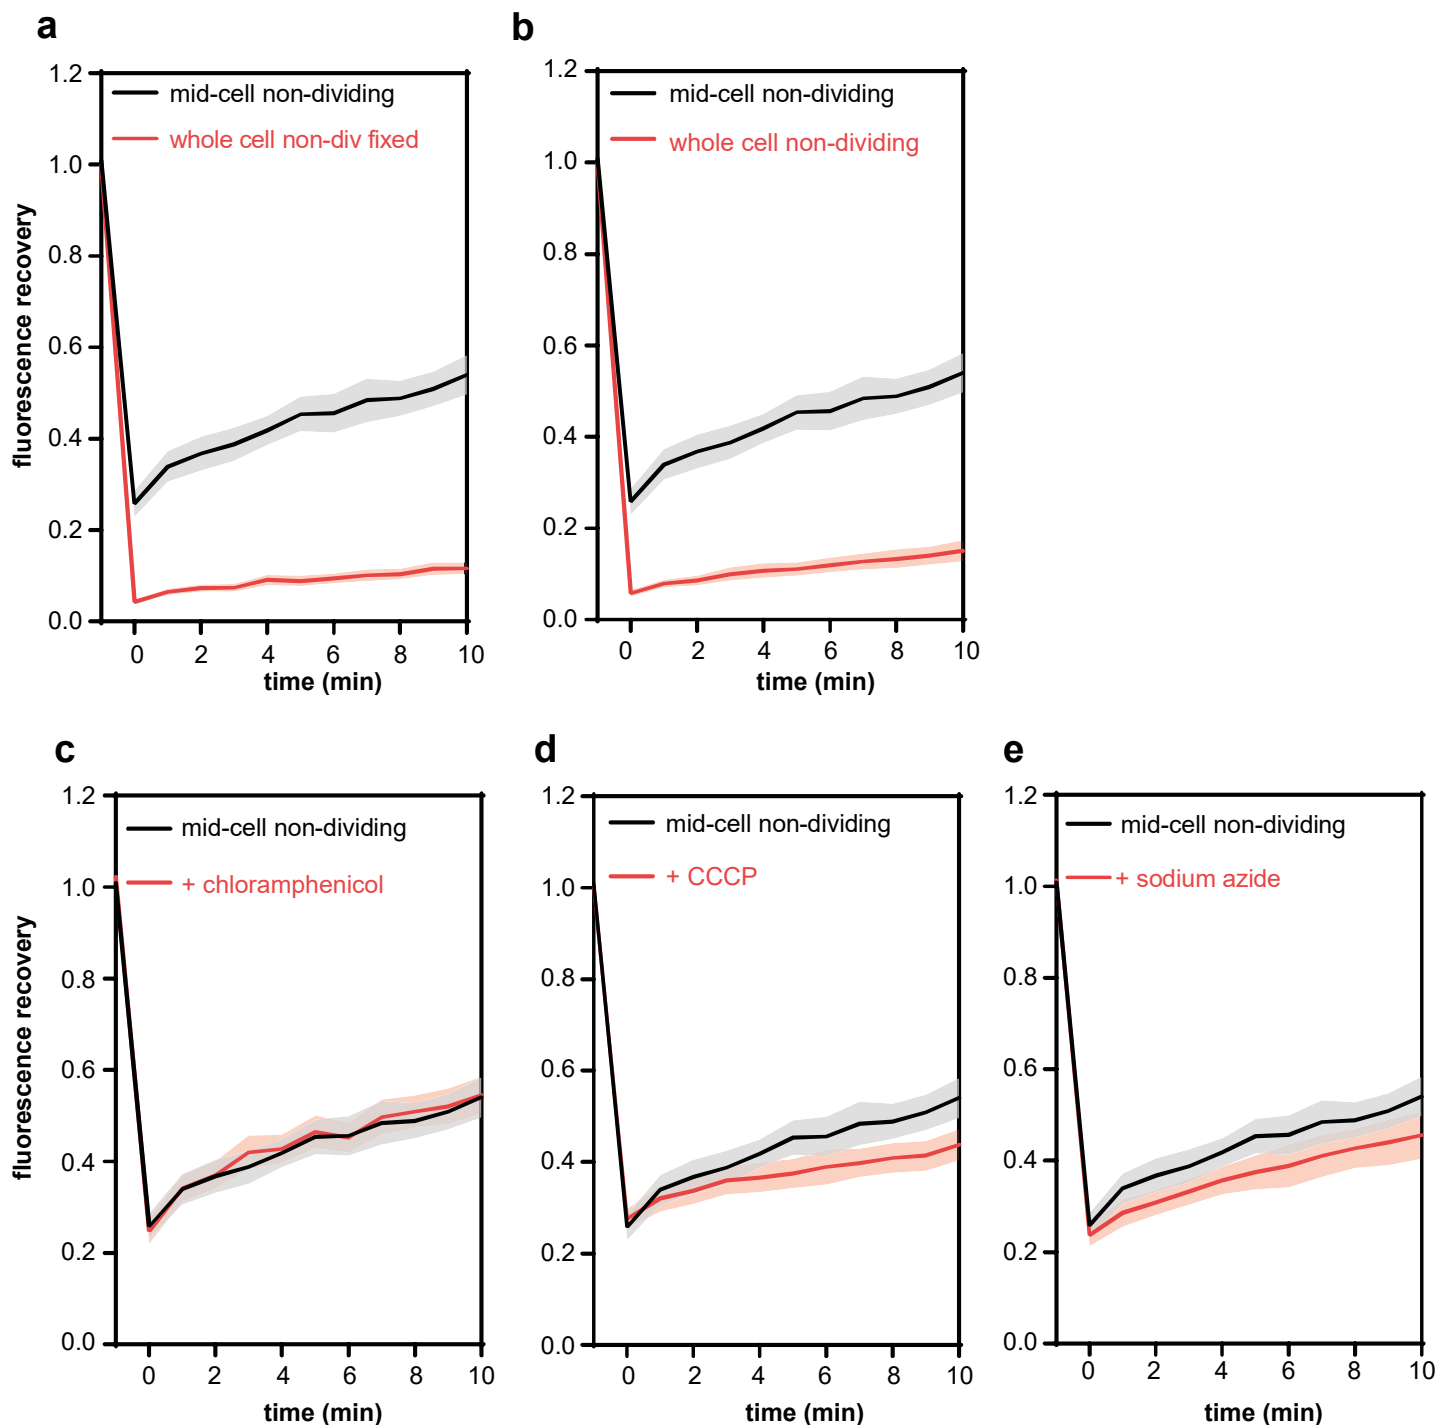 a
b
1.2
1.0
0.8
0.6
0.4
0.2
0.0
fluorescence recovery
mid-cell non-dividing
whole cell non-div fixed
0 2 4 6 8 10
time (min)
1.2
1.0
0.8
0.6
0.4
0.2
0.0
mid-cell non-dividing
whole cell non-dividing
0 2 4 6 8 10
time (min)
c
d
e
1.2
1.0
0.8
0.6
0.4
0.2
0.0
fluorescence recovery
mid-cell non-dividing
+ chloramphenicol
0 2 4 6 8 10
time (min)
1.2
1.0
0.8
0.6
0.4
0.2
0.0
mid-cell non-dividing
+ CCCP
0 2 4 6 8 10
time (min)
1.2
1.0
0.8
0.6
0.4
0.2
0.0
mid-cell non-dividing
+ sodium azide
0 2 4 6 8 10
time (min)